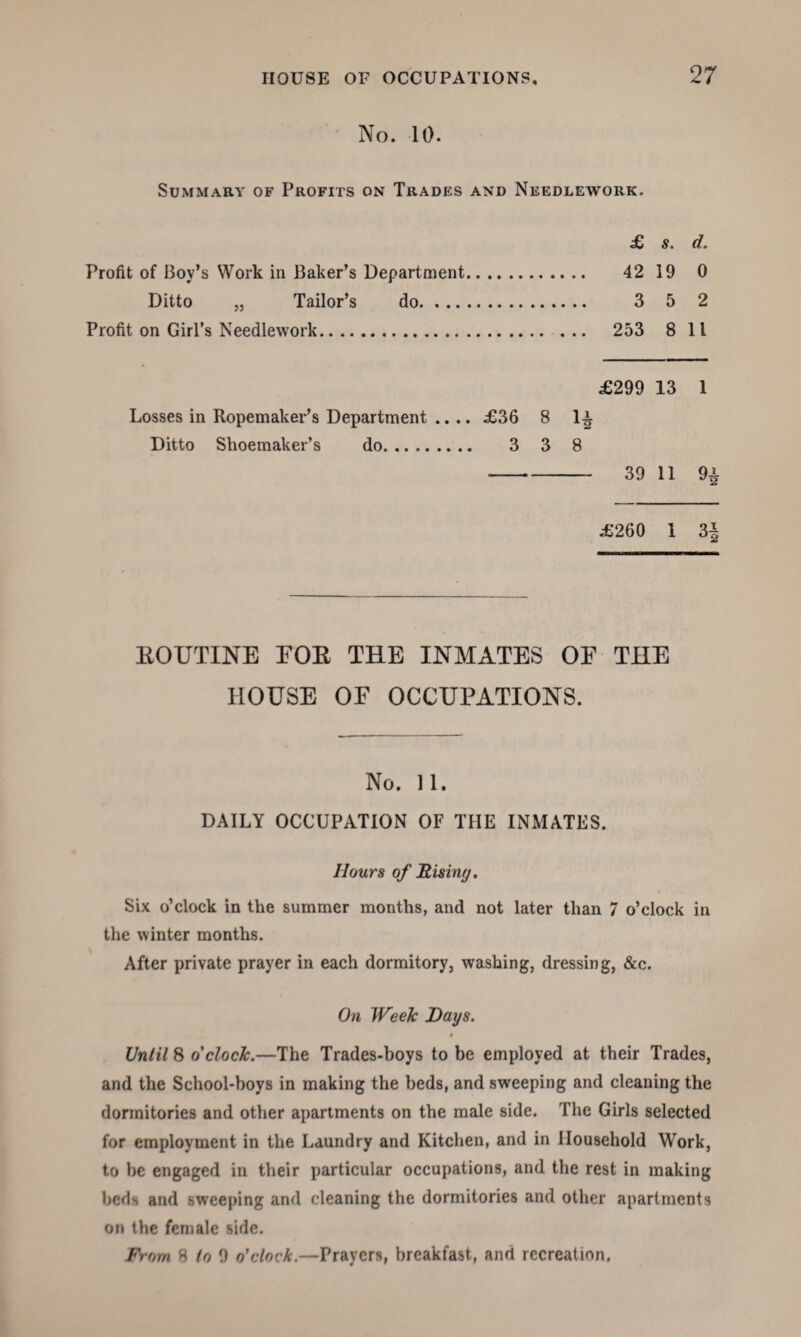 HOUSE OF OCCUPATIONS. 27
No. 10.
Summary of Profits on Trades and Needlework.
£ s. d.
Profit of Boy's Work in Baker's Department.............. 42 19 0
Ditto „ Tailor's do. ................. 3 5 2
Profit on Girl's Needlework......................... ... 253 8 11
£299 13 1
Losses in Ropemaker's Department .... £36 8 1½
Ditto Shoemaker's do.......... 3 3 8
39 11 9½
£260 1 3½
ROUTINE FOR THE INMATES OF THE
HOUSE OF OCCUPATIONS.
No. 11.
DAILY OCCUPATION OF THE INMATES.
Hours of Rising.
Six o'clock in the summer months, and not later than 7 o'clock in
the winter months.
After private prayer in each dormitory, washing, dressing, &c.
On Week Days.
Until 8 o'clock.—The Trades-boys to be employed at their Trades,
and the School-boys in making the beds, and sweeping and cleaning the
dormitories and other apartments on the male side. The Girls selected
for employment in the Laundry and Kitchen, and in Household Work,
to be engaged in their particular occupations, and the rest in making
beds and sweeping and cleaning the dormitories and other apartments
on the female side.
From 8 to 9 o'clock.—Prayers, breakfast, and recreation.